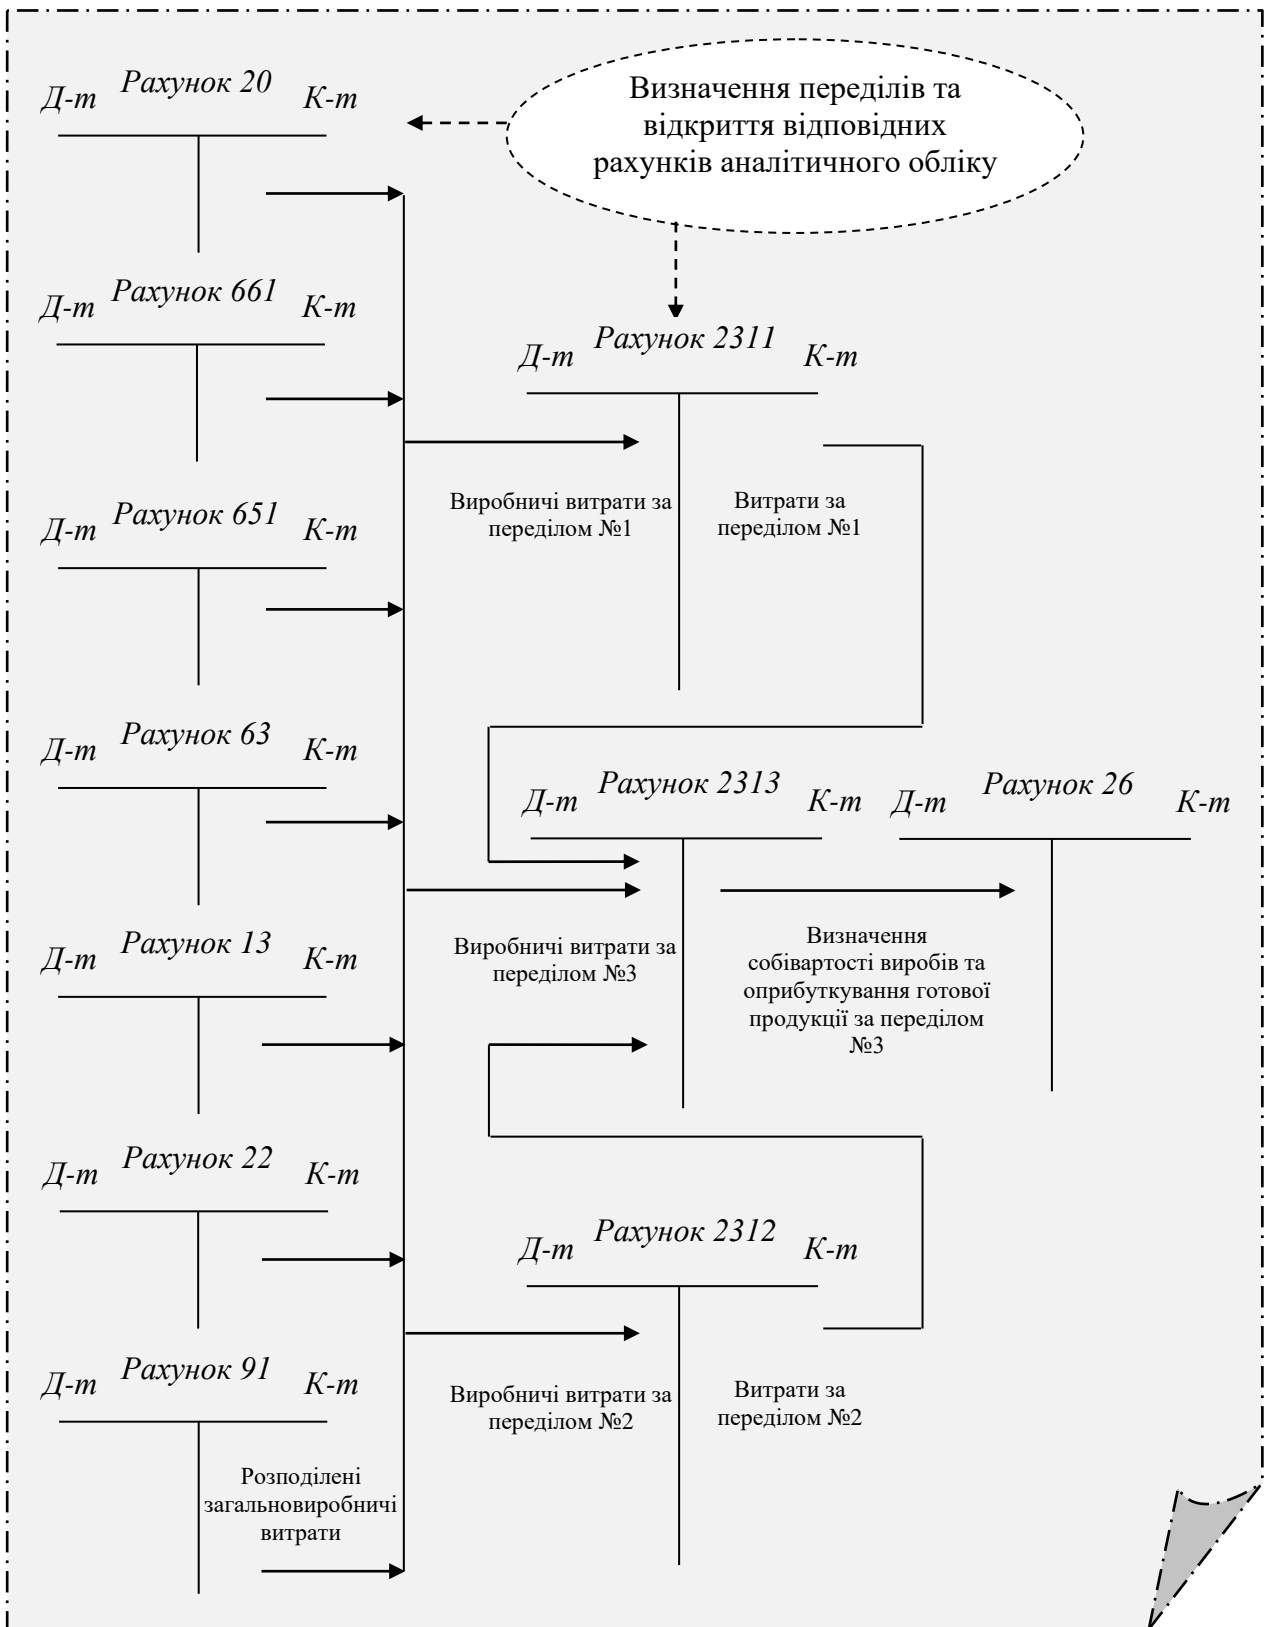 Рахунок 20
Д-т К-т
Визначення переділів та
відкриття відповідних
рахунків аналітичного обліку
Рахунок 661
Д-т К-т
Рахунок 2311
Д-т К-т
Виробничі витрати за
переділом №1
Витрати за
переділом №1
Рахунок 651
Д-т К-т
Рахунок 63
Д-т К-т
Рахунок 2313
Д-т К-т
Рахунок 26
Д-т К-т
Виробничі витрати за
переділом №3
Визначення
собівартості виробів та
оприбуткування готової
продукції за переділом
№3
Рахунок 13
Д-т К-т
Рахунок 22
Д-т К-т
Рахунок 2312
Д-т К-т
Виробничі витрати за
переділом №2
Витрати за
переділом №2
Рахунок 91
Д-т К-т
Розподілені
загальновиробничі
витрати